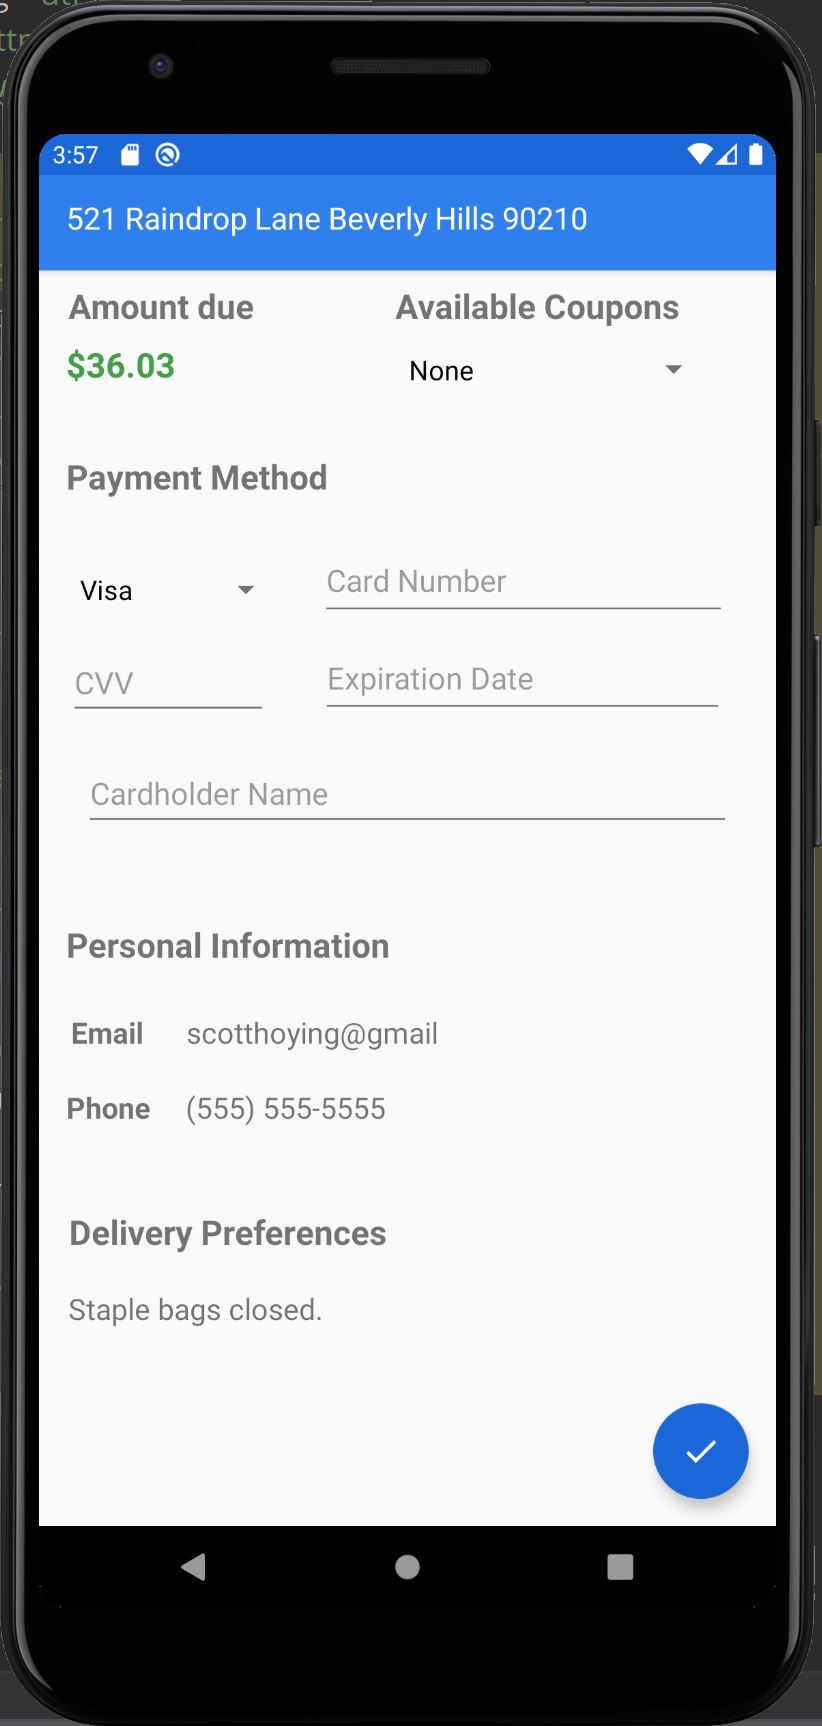 3:57
521 Raindrop Lane Beverly Hills 90210
Amount due Available Coupons
$36.03 None
Payment Method
Visa Card Number
CVV Expiration Date
Cardholder Name
Personal Information
Email scotthoying@gmail
Phone (555) 555-5555
Delivery Preferences
Staple bags closed.